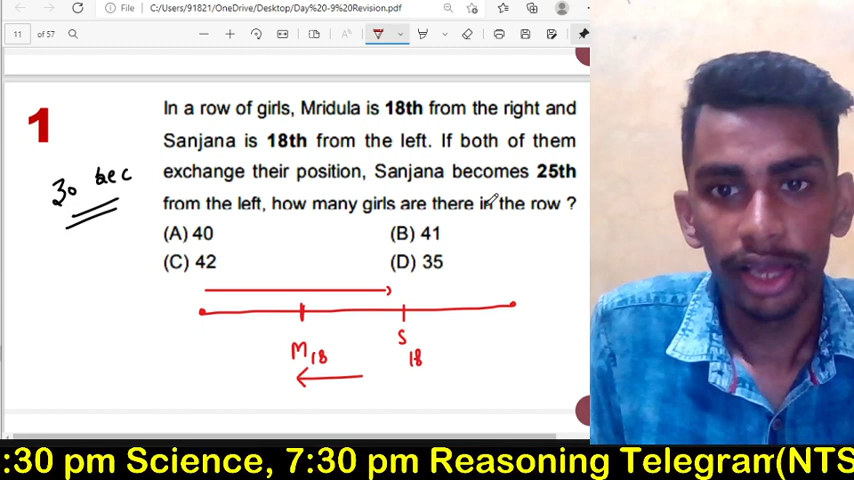 File C:/Users/91821/OneDrive/Desktop/Day%20-9%20Revision.pdf
11 of 57
1
In a row of girls, Mridula is 18th from the right and
Sanjana is 18th from the left. If both of them
exchange their position, Sanjana becomes 25th
from the left, how many girls are there in the row ?
(A) 40 (B) 41
(C) 42 (D) 35
30 sec
M18 S
18
:30 pm Science, 7:30 pm Reasoning Telegram (NTS